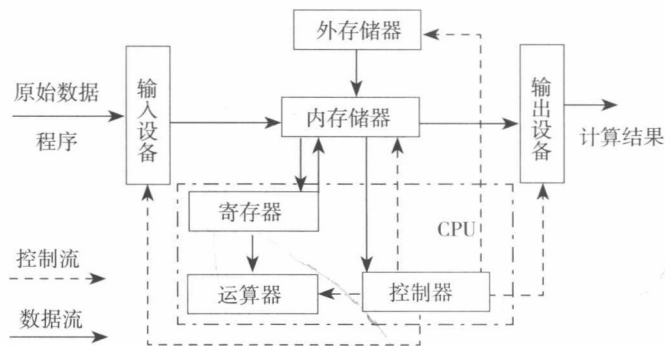 外存储器
原始数据
程序
输入设备
内存储器
输出设备
计算结果
寄存器
CPU
控制流
运算器
控制器
数据流